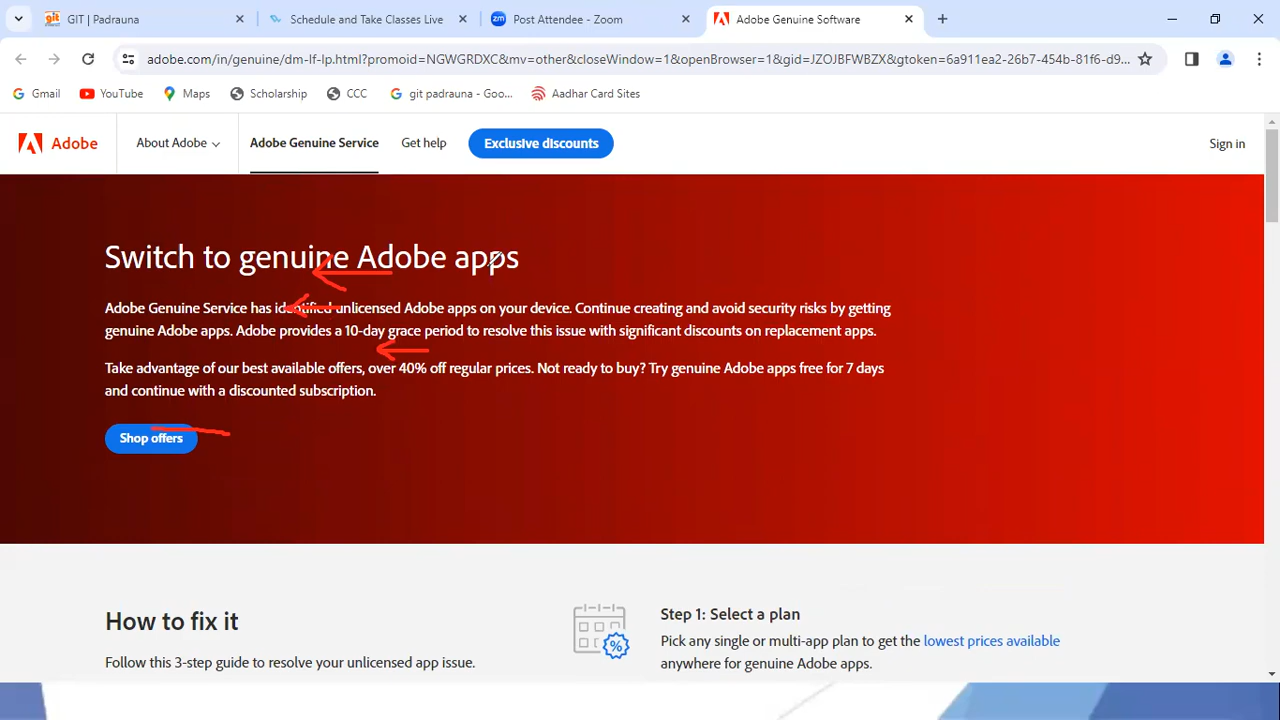 GIT | Padrauna
Schedule and Take Classes Live
zm Post Attendee - Zoom
Adobe Genuine Software
adobe.com/in/genuine/dm-lf-lp.html?promoid=NGWGRDXG&mv=other&closeWindow=1&openBrowser=1&gid=JZOJBFWBZX&gtoken=6a911ea2-26b7-454b-81f6-d9...
Gmail
YouTube
Maps
Scholarship
CCC
git padrauna - Goo...
Aadhar Card Sites
Adobe
About Adobe
Adobe Genuine Service
Get help
Exclusive discounts
Sign in
Switch to genuine Adobe apps
Adobe Genuine Service has identified unlicensed Adobe apps on your device. Continue creating and avoid security risks by getting
genuine Adobe apps. Adobe provides a 10-day grace period to resolve this issue with significant discounts on replacement apps.
Take advantage of our best available offers, over 40% off regular prices. Not ready to buy? Try genuine Adobe apps free for 7 days
and continue with a discounted subscription.
Shop offers
How to fix it
Follow this 3-step guide to resolve your unlicensed app issue.
Step 1: Select a plan
Pick any single or multi-app plan to get the lowest prices available
anywhere for genuine Adobe apps.